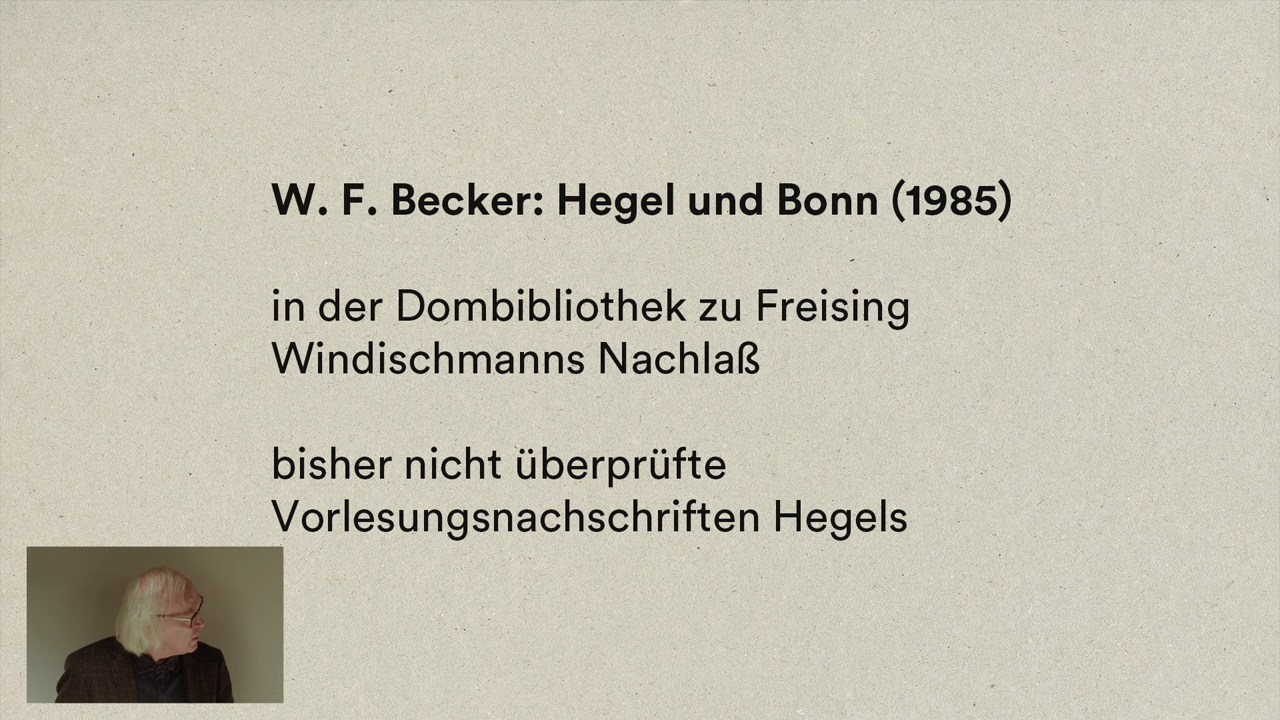 W. F. Becker: Hegel und Bonn (1985)
in der Dombibliothek zu Freising
Windischmanns Nachlaß
bisher nicht überprüfte
Vorlesungsnachschriften Hegels